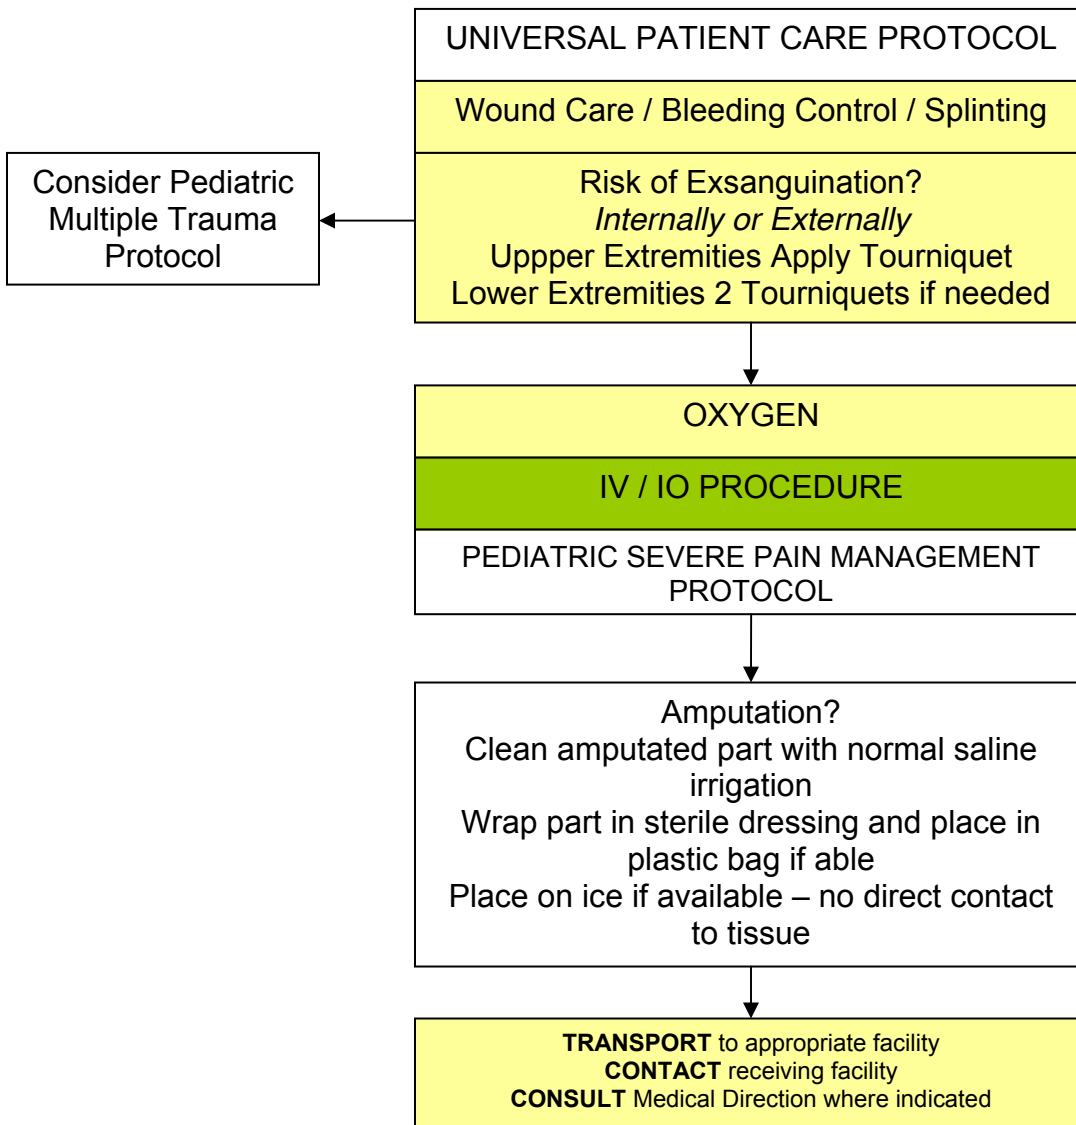 UNIVERSAL PATIENT CARE PROTOCOL
Wound Care / Bleeding Control / Splinting
Consider Pediatric
Multiple Trauma
Protocol
Risk of Exsanguination?
Internally or Externally
Uppper Extremities Apply Tourniquet
Lower Extremities 2 Tourniquets if needed
OXYGEN
IV / IO PROCEDURE
PEDIATRIC SEVERE PAIN MANAGEMENT
PROTOCOL
Amputation?
Clean amputated part with normal saline
irrigation
Wrap part in sterile dressing and place in
plastic bag if able
Place on ice if available – no direct contact
to tissue
TRANSPORT to appropriate facility
CONTACT receiving facility
CONSULT Medical Direction where indicated